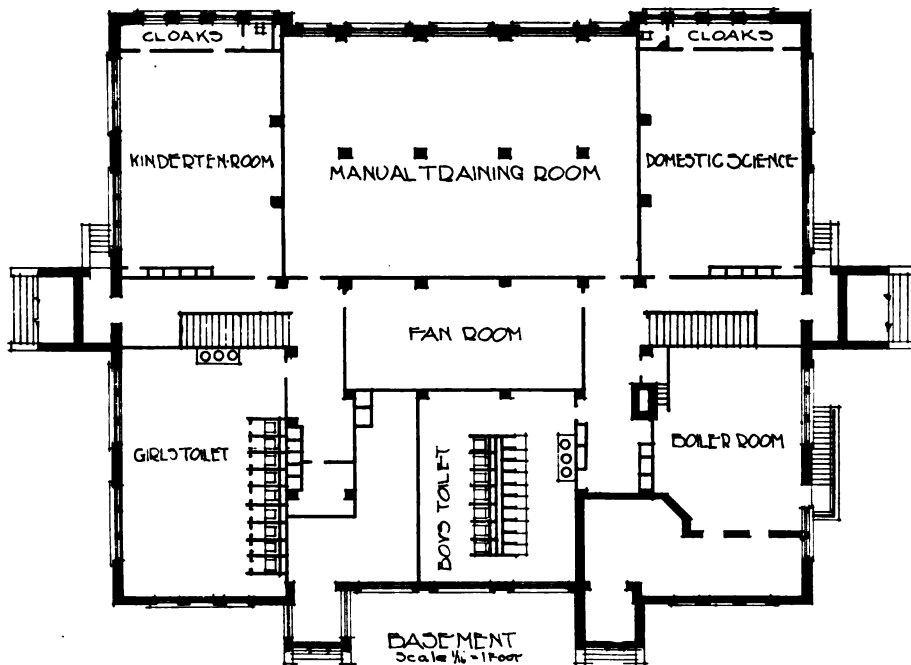 CLOAKS
CLOAKS
KINDERTEN·ROOM
MANUAL TRAINING ROOM
DOMESTIC SCIENCE
FAN ROOM
GIRLS TOILET
BOYS TOILET
BOILER ROOM
BASEMENT
Scale 1/16 = 1 FOOT